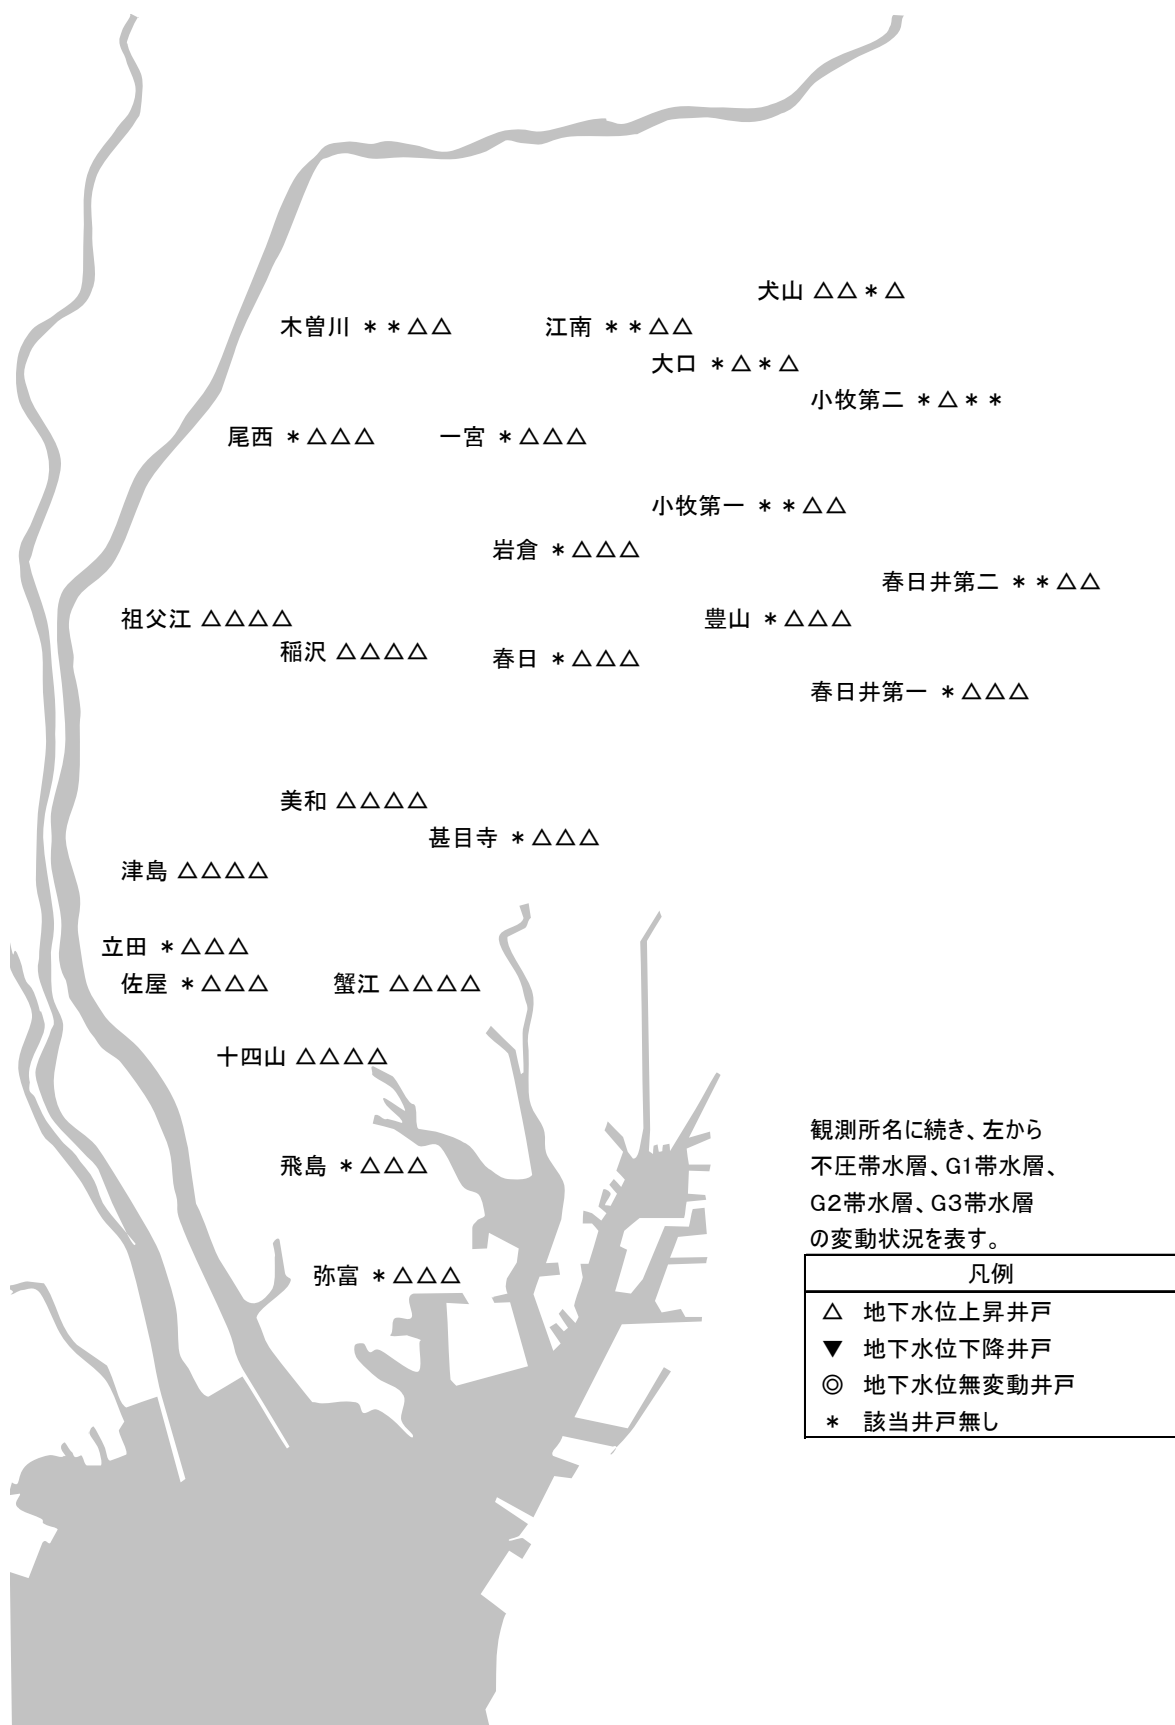 犬山 △△*△
木曽川 **△△
江南 **△△
大口 *△*△
小牧第二 *△**
尾西 *△△△
一宮 *△△△
小牧第一 **△△
岩倉 *△△△
春日井第二 **△△
祖父江 △△△△
豊山 *△△△
稲沢 △△△△
春日 *△△△
春日井第一 *△△△
美和 △△△△
甚目寺 *△△△
津島 △△△△
立田 *△△△
佐屋 *△△△
蟹江 △△△△
十四山 △△△△
飛島 *△△△
弥富 *△△△
観測所名に続き、左から
不圧帯水層、G1帯水層、
G2帯水層、G3帯水層
の変動状況を表す。
凡例
△ 地下水位上昇井戸
▼ 地下水位下降井戸
◎ 地下水位無変動井戸
* 該当井戸無し